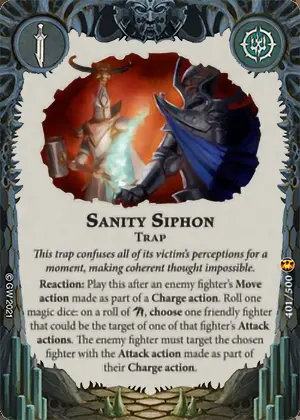 SANITY SIPHON
TRAP
This trap confuses all of its victim's perceptions for a
moment, making coherent thought impossible.
Reaction: Play this after an enemy fighter's Move
action made as part of a Charge action. Roll one
magic dice: on a roll of , choose one friendly fighter
that could be the target of one of that fighter's Attack
actions. The enemy fighter must target the chosen
fighter with the Attack action made as part of
their Charge action.
© GW 2021
401/500